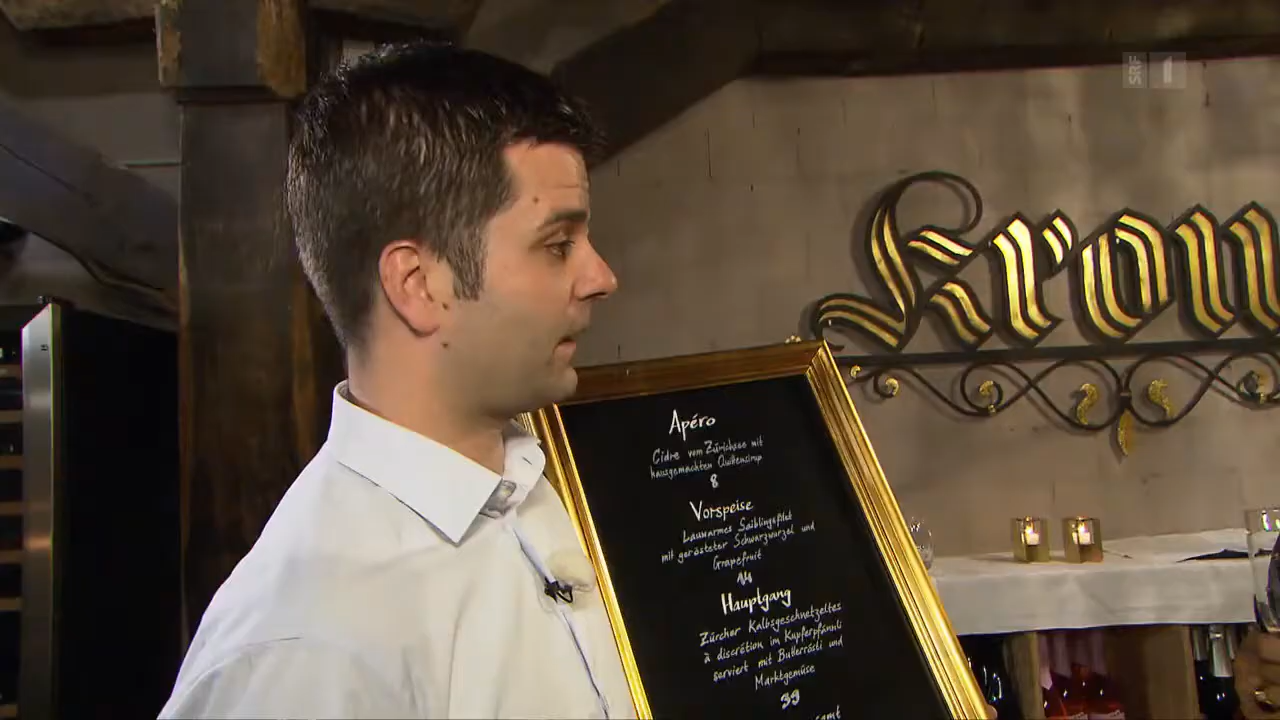 SRF 1
Kron
Apéro
Cidre vom Zürichsee mit
hausgemachten Quittensirup
8
Vorspeise
Lauwarmes Saiblingsfilet
mit gerösteter Schwarzwurzel und
Grapefruit
14
Hauptgang
Zürcher Kalbsgeschnetzeltes
à discrétion im Kupferpfännli
serviert mit Butterrösti und
Marktgemüse
39